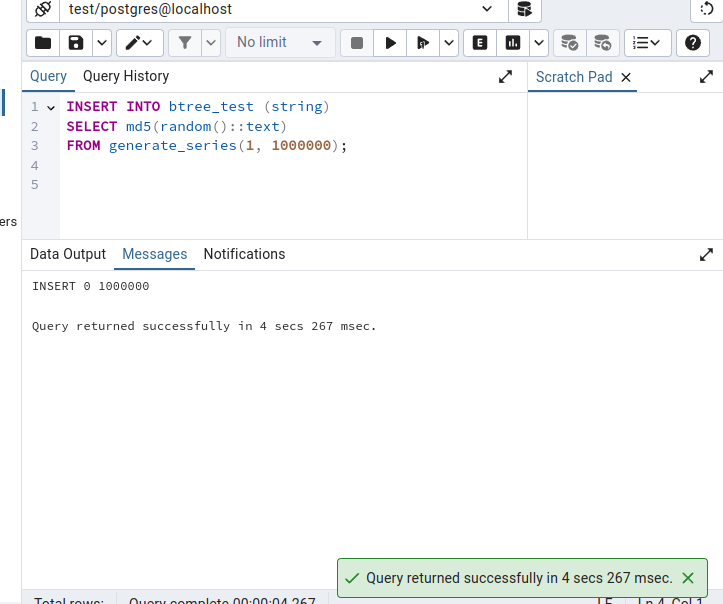 test/postgres@localhost
No limit
E
Query Query History
Scratch Pad
1 INSERT INTO btree_test (string)
2 SELECT md5(random()::text)
3 FROM generate_series(1, 1000000);
4
5
ers
Data Output Messages Notifications
INSERT 0 1000000
Query returned successfully in 4 secs 267 msec.
Query returned successfully in 4 secs 267 msec.
Total rows: Query complete 00:00:04.267 LF Ln 4, Col 1